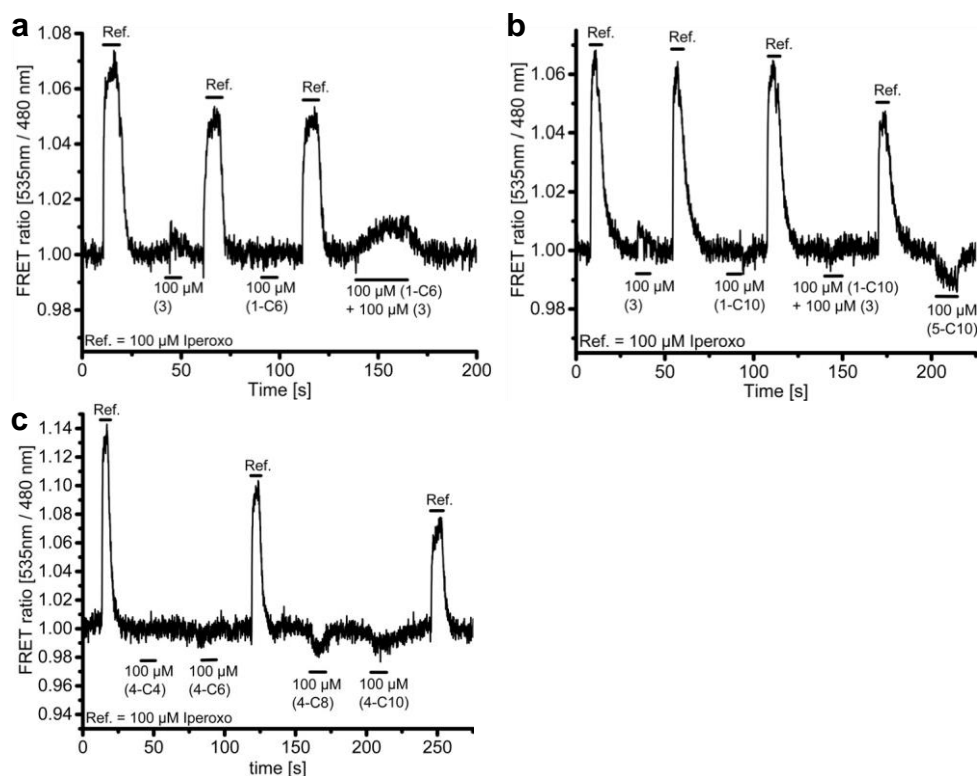 a
FRET ratio [535nm / 480 nm]
1.08
1.06
1.04
1.02
1.00
0.98
Ref.
Ref.
Ref.
100 µM
(3)
100 µM
(1-C6)
100 µM (1-C6)
+ 100 µM (3)
Ref. = 100 µM Iperoxo
0
50
100
150
200
Time [s]
b
FRET ratio [535nm / 480 nm]
1.06
1.04
1.02
1.00
0.98
Ref.
Ref.
Ref.
Ref.
100 µM
(3)
100 µM
(1-C10)
100 µM (1-C10)
+ 100 µM (3)
100 µM
(5-C10)
Ref. = 100 µM Iperoxo
0
50
100
150
200
Time [s]
c
FRET ratio [535nm / 480 nm]
1.14
1.12
1.10
1.08
1.06
1.04
1.02
1.00
0.98
0.96
0.94
Ref.
Ref.
Ref.
100 µM
(4-C4)
100 µM
(4-C6)
100 µM
(4-C8)
100 µM
(4-C10)
Ref. = 100 µM Iperoxo
0
50
100
150
200
250
time [s]